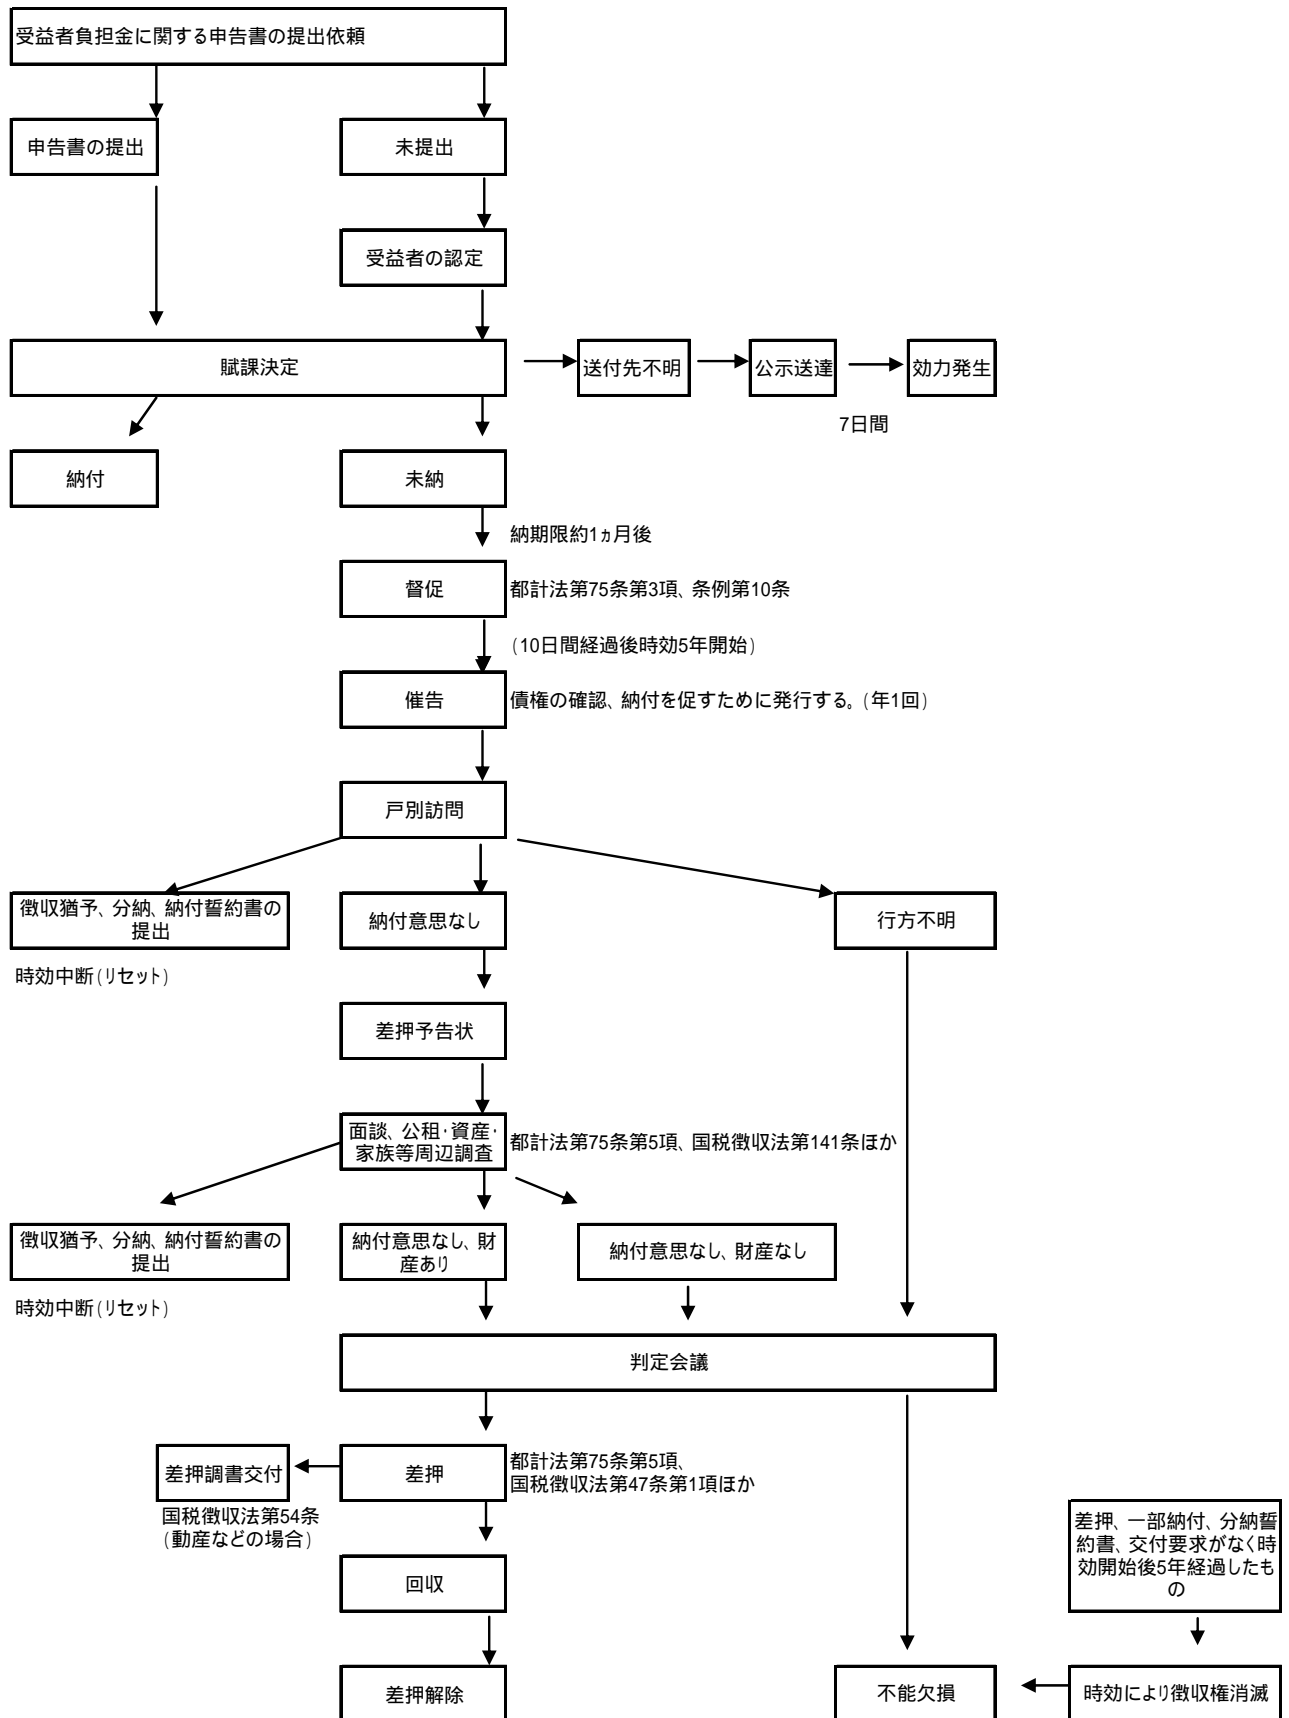 受益者負担金に関する申告書の提出依頼
申告書の提出
未提出
受益者の認定
賦課決定
送付先不明
公示送達
効力発生
7日間
納付
未納
納期限約1ヵ月後
督促
都計法第75条第3項、条例第10条
(10日間経過後時効5年開始)
催告
債権の確認、納付を促すために発行する。(年1回)
戸別訪問
徴収猶予、分納、納付誓約書の
提出
納付意思なし
行方不明
時効中断(リセット)
差押予告状
面談、公租・資産・
家族等周辺調査
都計法第75条第5項、国税徴収法第141条ほか
徴収猶予、分納、納付誓約書の
提出
納付意思なし、財
産あり
納付意思なし、財産なし
時効中断(リセット)
判定会議
差押調書交付
差押
都計法第75条第5項、
国税徴収法第47条第1項ほか
国税徴収法第54条
(動産などの場合)
差押、一部納付、分納誓
約書、交付要求がなく時
効開始後5年経過したも
の
回収
差押解除
不能欠損
時効により徴収権消滅